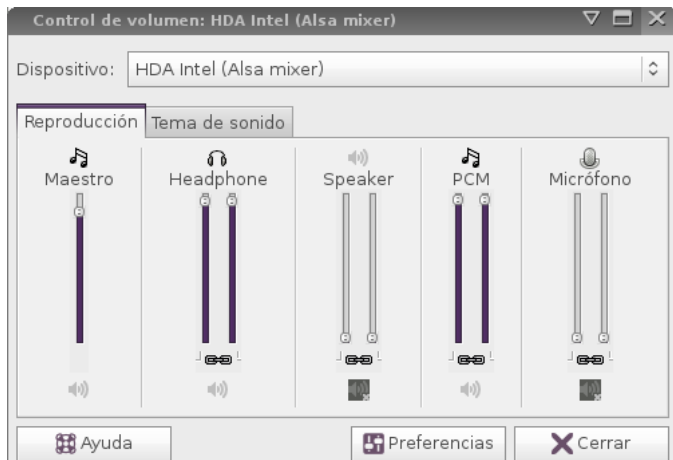 Control de volumen: HDA Intel (Alsa mixer)
Dispositivo: HDA Intel (Alsa mixer)
Reproducción Tema de sonido
Maestro Headphone Speaker PCM Micrófono
Ayuda Preferencias Cerrar